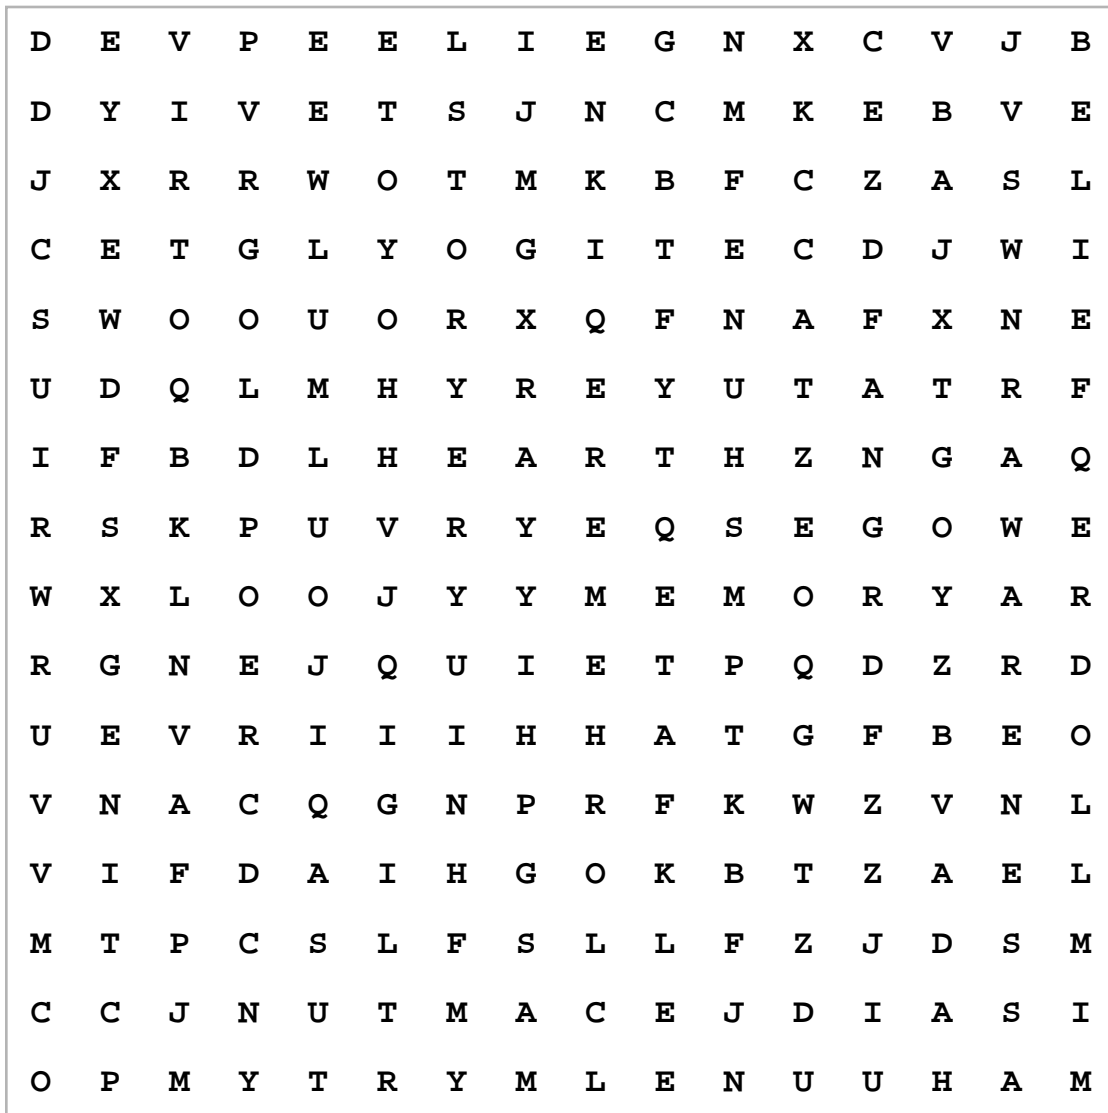 D E V P E E L I E G N X C V J B
D Y I V E T S J N C M K E B V E
J X R R W O T M K B F C Z A S L
C E T G L Y O G I T E C D J W I
S W O O U O R X Q F N A F X N E
U D Q L M H Y R E Y U T A T R F
I F B D L H E A R T H Z N G A Q
R S K P U V R Y E Q S E G O W E
W X L O O J Y Y M E M O R Y A R
R G N E J Q U I E T P Q D Z R D
U E V R I I I H H A T G F B E O
V N A C Q G N P R F K W Z V N L
V I F D A I H G O K B T Z A E L
M T P C S L F S L L F Z J D S M
C C J N U T M A C E J D I A S I
O P M Y T R Y M L E N U U H A M